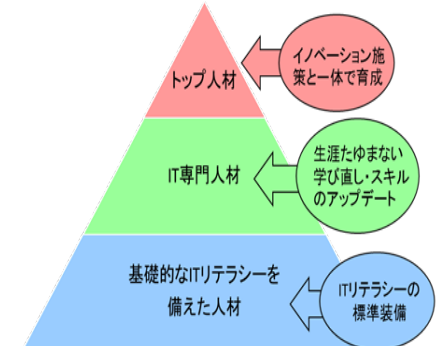 トップ人材
イノベーション施
策と一体で育成
IT専門人材
生涯たゆまない
学び直し・スキル
のアップデート
基礎的なITリテラシーを
備えた人材
ITリテラシーの
標準装備